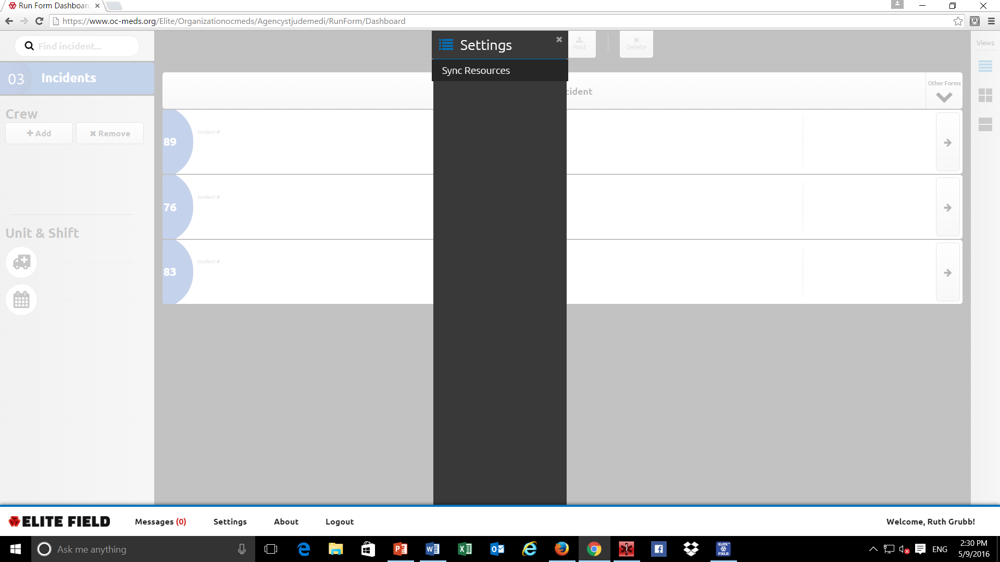 Run Form Dashboard
https://www.oc-meds.org/Elite/Organizationocmeds/Agencystjudemedi/RunForm/Dashboard
Find incident...
Settings
Post
Delete
Views
03 Incidents
Sync Resources
cident
Other Forms
Crew
Add
Remove
89
Incident #
76
Incident #
Unit & Shift
83
Incident #
ELITE FIELD
Messages (0)
Settings
About
Logout
Welcome, Ruth Grubb!
Ask me anything
ELITE FIELD
ENG
2:30 PM
5/9/2016